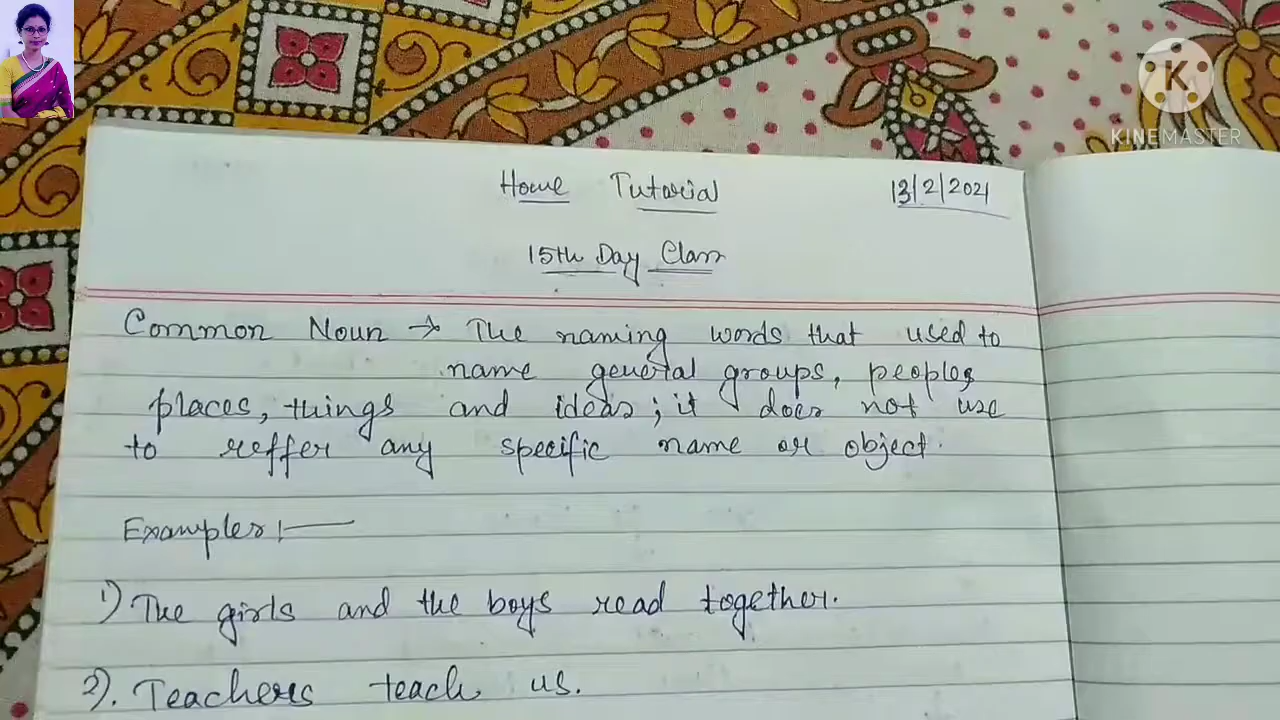 Home Tutorial 13/2/2021
15th Day Class
Common Noun → The naming words that used to
name general groups, peoples,
places, things and ideas; it does not use
to reffer any specific name or object.
Examples :—
1) The girls and the boys read together.
2). Teachers teach us.
K
KINEMASTER